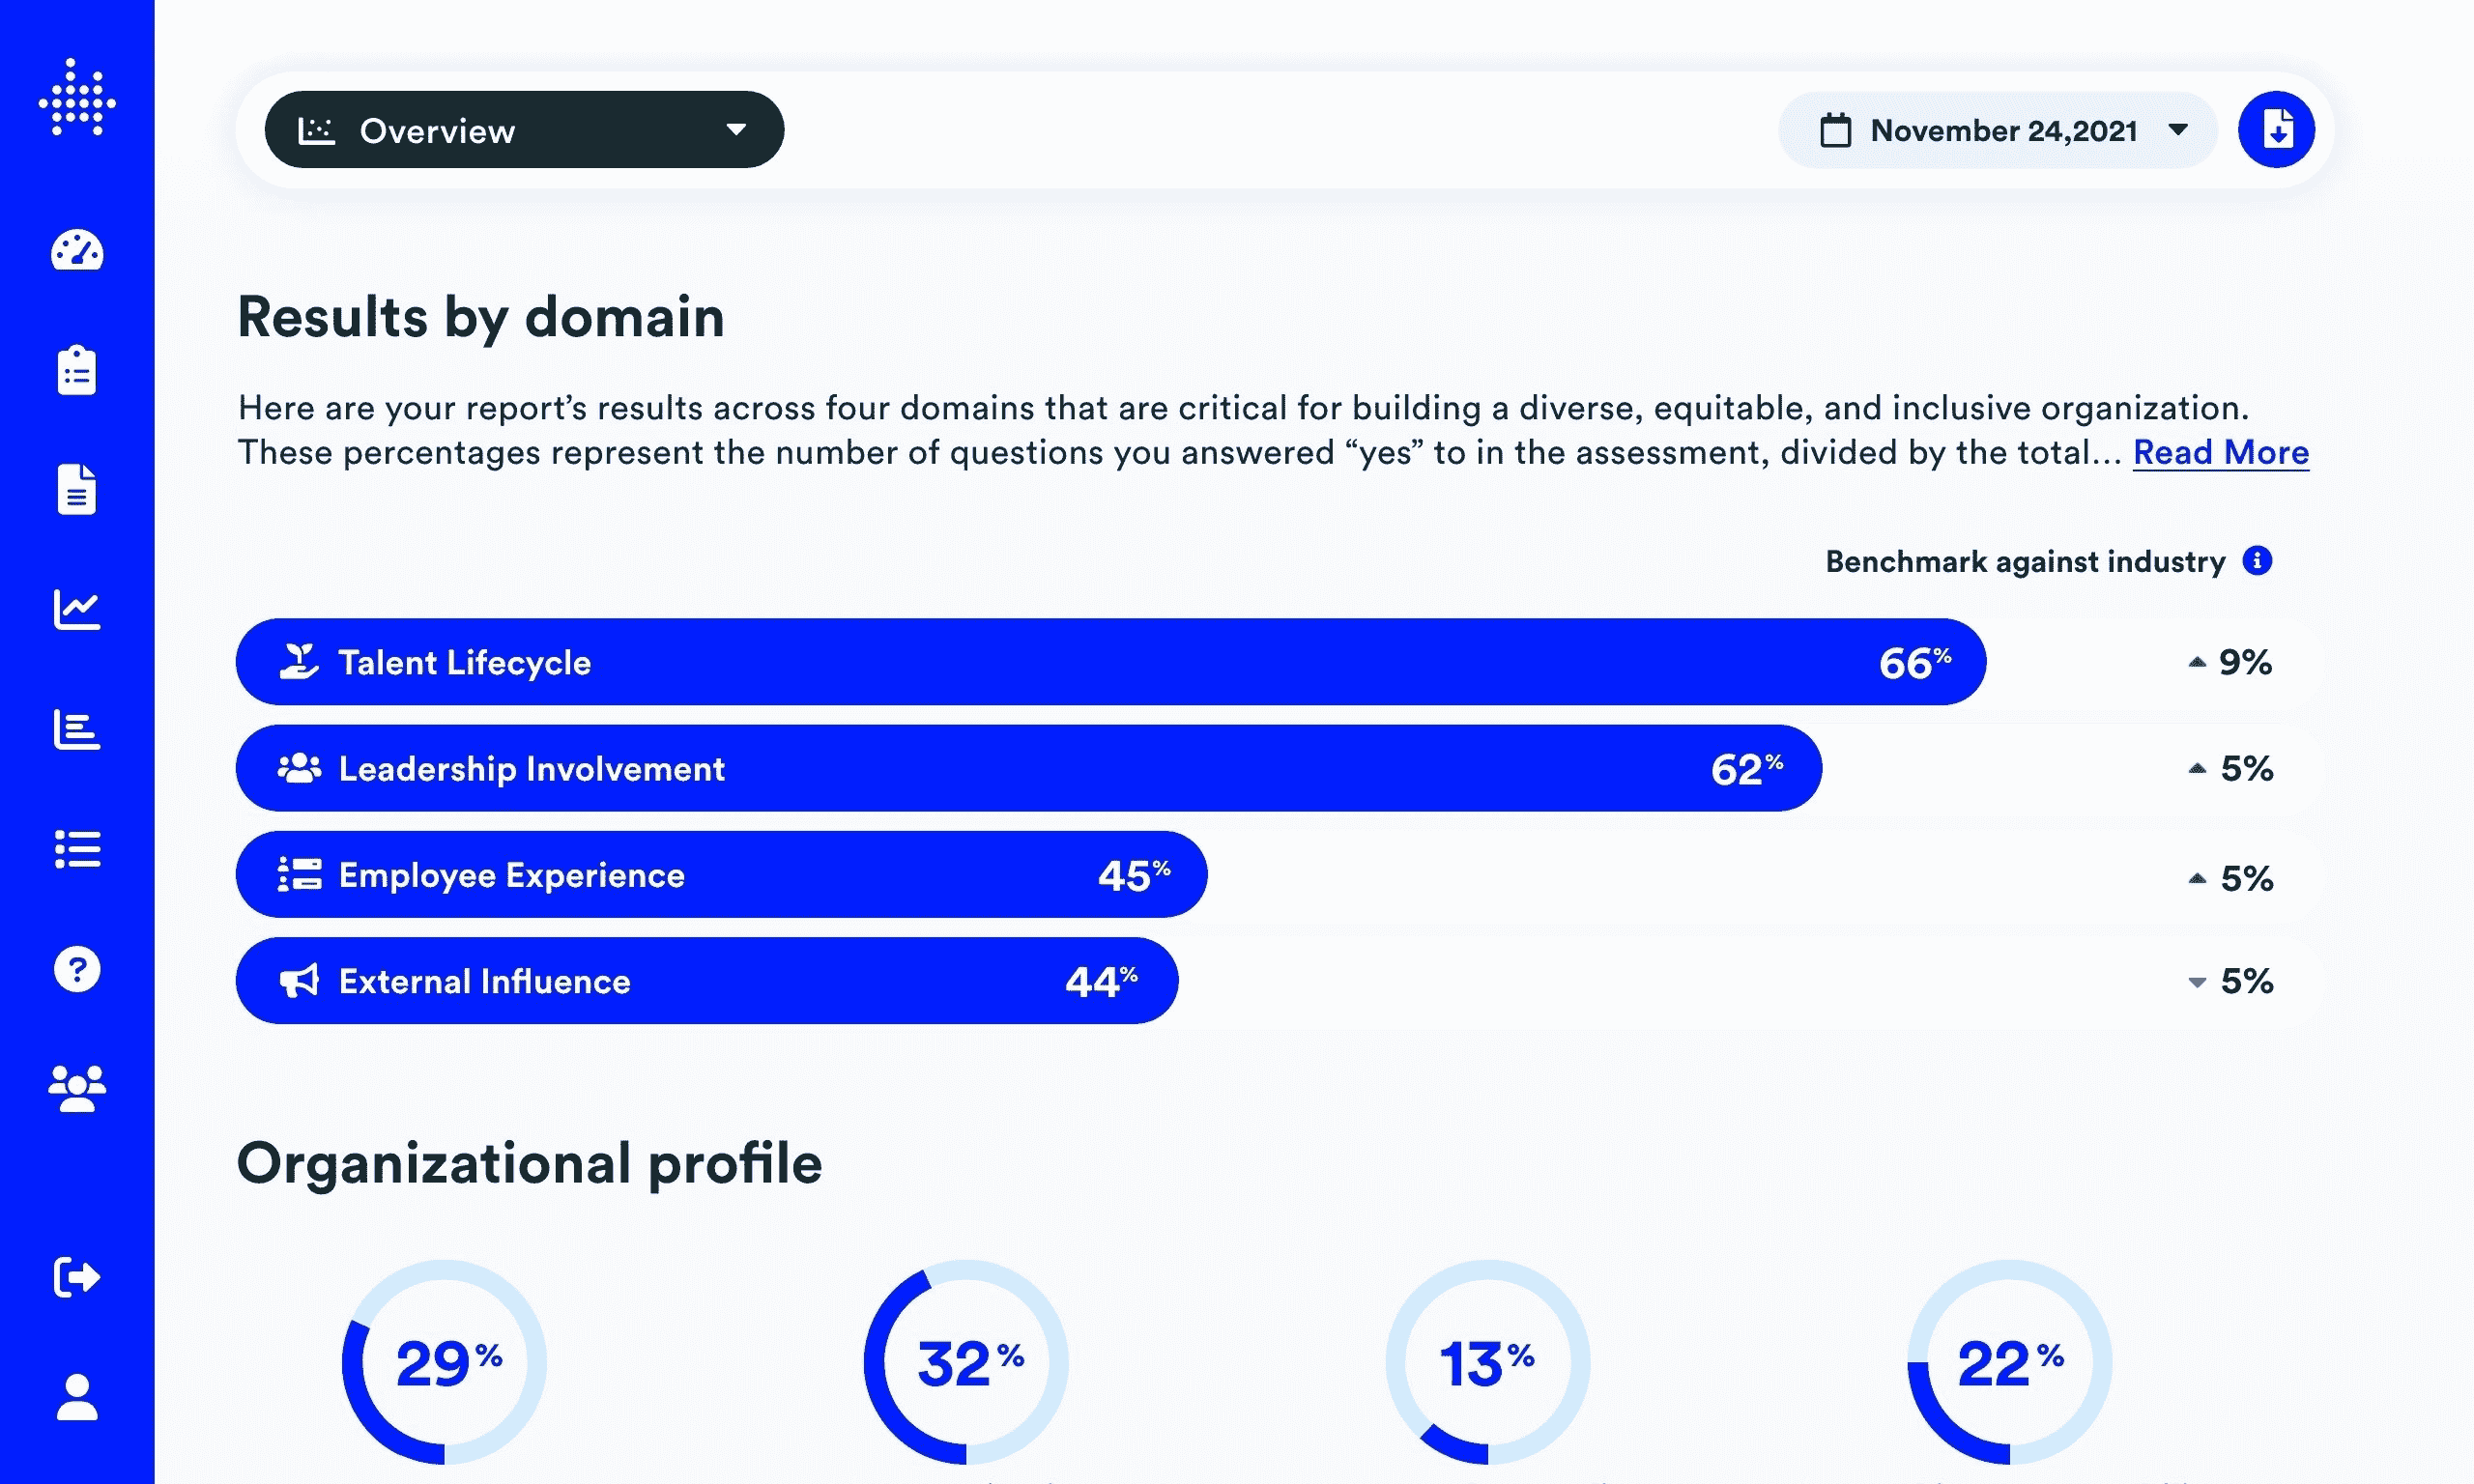 Overview
November 24,2021
Results by domain
Here are your report’s results across four domains that are critical for building a diverse, equitable, and inclusive organization.
These percentages represent the number of questions you answered “yes” to in the assessment, divided by the total... Read More
Benchmark against industry
Talent Lifecycle 66% 9%
Leadership Involvement 62% 5%
Employee Experience 45% 5%
External Influence 44% 5%
Organizational profile
29% 32% 13% 22%